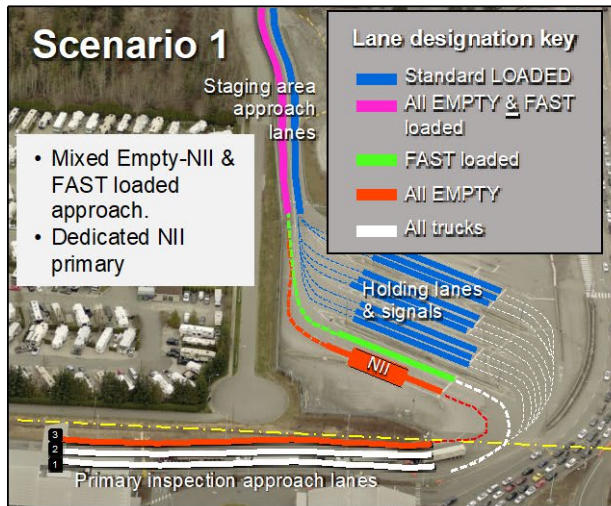 Scenario 1
Staging area
approach
lanes
• Mixed Empty-NII &
FAST loaded
approach.
• Dedicated NII
primary
Lane designation key
Standard LOADED
All EMPTY & FAST
loaded
FAST loaded
All EMPTY
All trucks
Holding lanes
& signals
NII
3
2
1
Primary inspection approach lanes